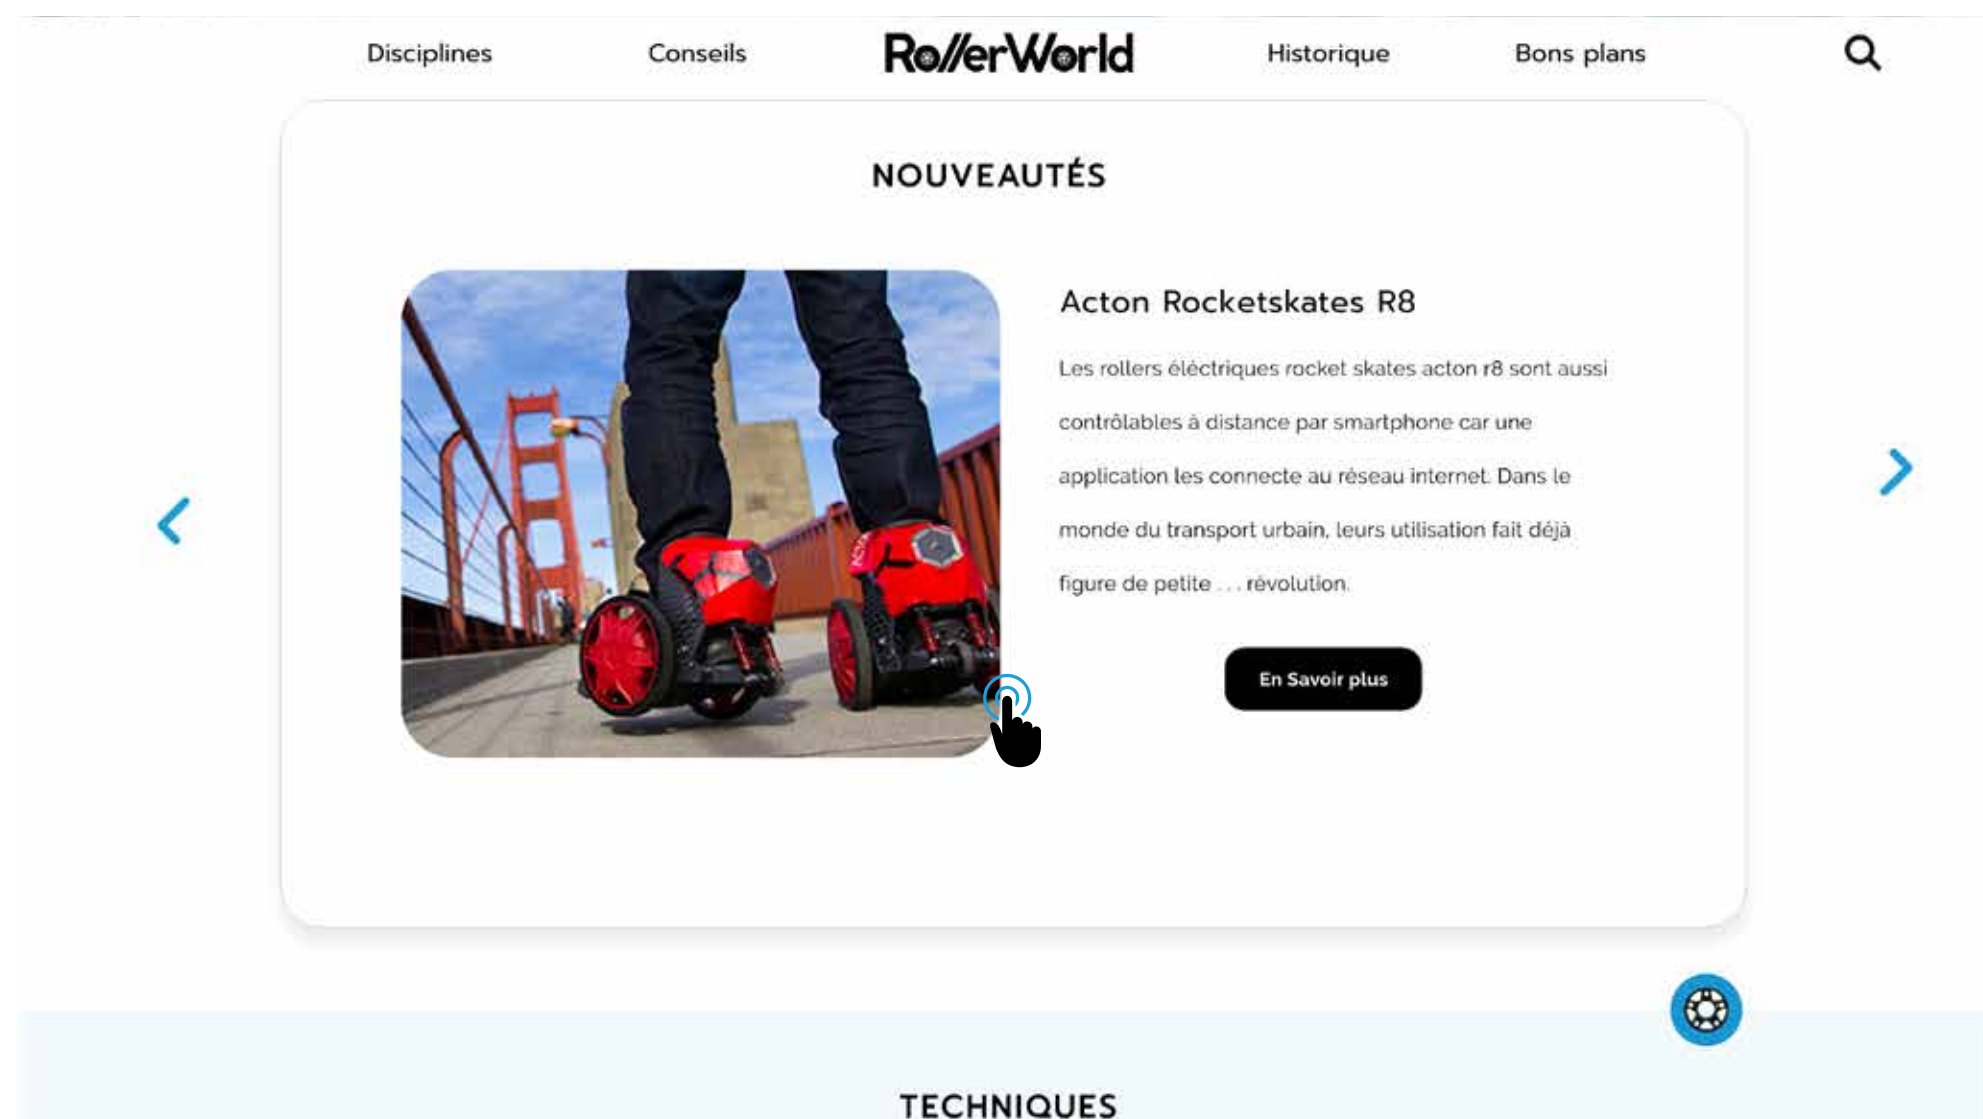 Disciplines
Conseils
RollerWorld
Historique
Bons plans
NOUVEAUTÉS
Acton Rocketskates R8
Les rollers éléctriques rocket skates acton r8 sont aussi
contrôlables à distance par smartphone car une
application les connecte au réseau internet. Dans le
monde du transport urbain, leurs utilisation fait déjà
figure de petite . . . révolution.
En Savoir plus
TECHNIQUES